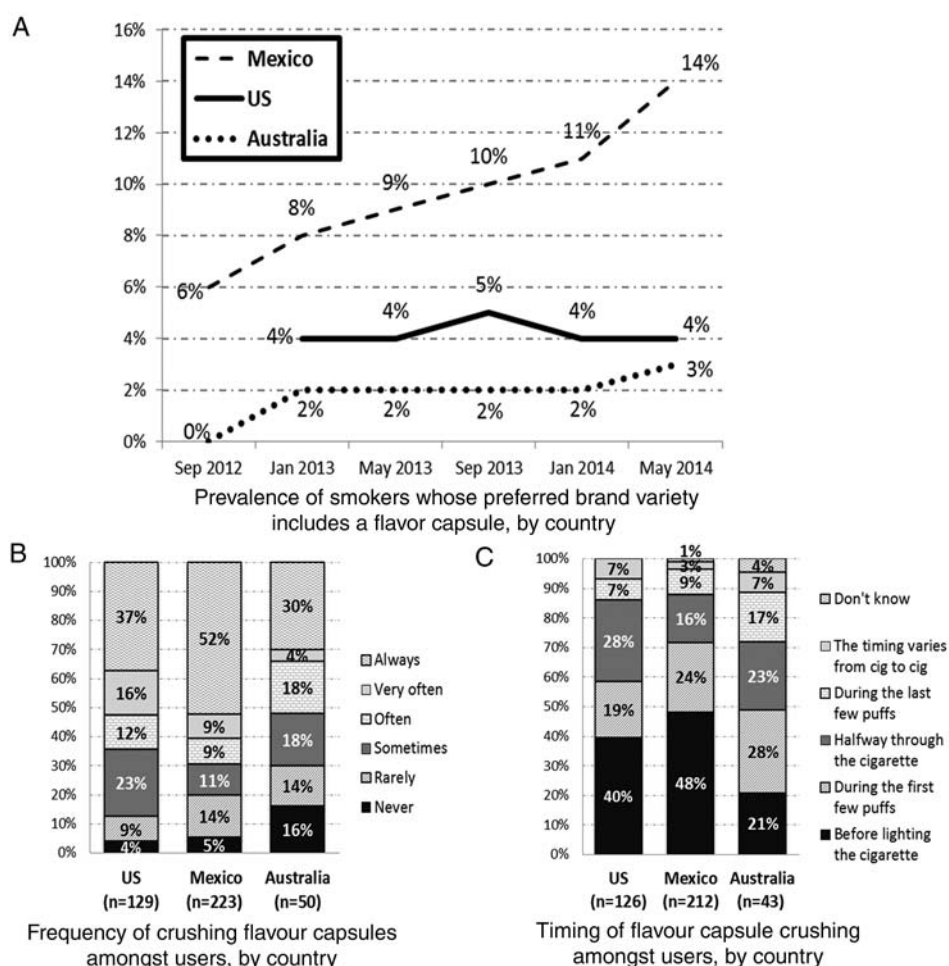 A
16%
14%
12%
10%
8%
6%
4%
2%
0%
Mexico
US
Australia
6%
8%
9%
10%
11%
14%
4%
4%
5%
4%
4%
0%
2%
2%
2%
2%
3%
Sep 2012 Jan 2013 May 2013 Sep 2013 Jan 2014 May 2014
Prevalence of smokers whose preferred brand variety
includes a flavor capsule, by country
B
100%
90%
80%
70%
60%
50%
40%
30%
20%
10%
0%
37%
16%
12%
23%
9%
4%
52%
9%
9%
11%
14%
5%
30%
4%
18%
18%
14%
16%
US Mexico Australia
(n=129) (n=223) (n=50)
Always
Very often
Often
Sometimes
Rarely
Never
Frequency of crushing flavour capsules
amongst users, by country
C
100%
90%
80%
70%
60%
50%
40%
30%
20%
10%
0%
7%
7%
28%
19%
40%
1%
3%
9%
16%
24%
48%
4%
7%
17%
23%
28%
21%
US Mexico Australia
(n=126) (n=212) (n=43)
Don't know
The timing varies
from cig to cig
During the last
few puffs
Halfway through
the cigarette
During the first
few puffs
Before lighting
the cigarette
Timing of flavour capsule crushing
amongst users, by country